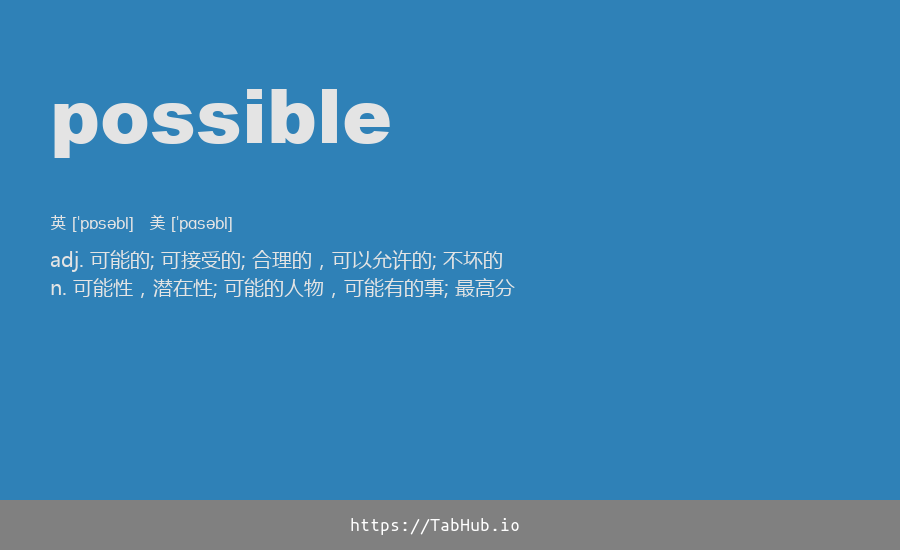 possible
英 [ˈpɒsəbl] 美 [ˈpɑsəbl]
adj. 可能的; 可接受的; 合理的，可以允许的; 不坏的
n. 可能性，潜在性; 可能的人物，可能有的事; 最高分
https://TabHub.io